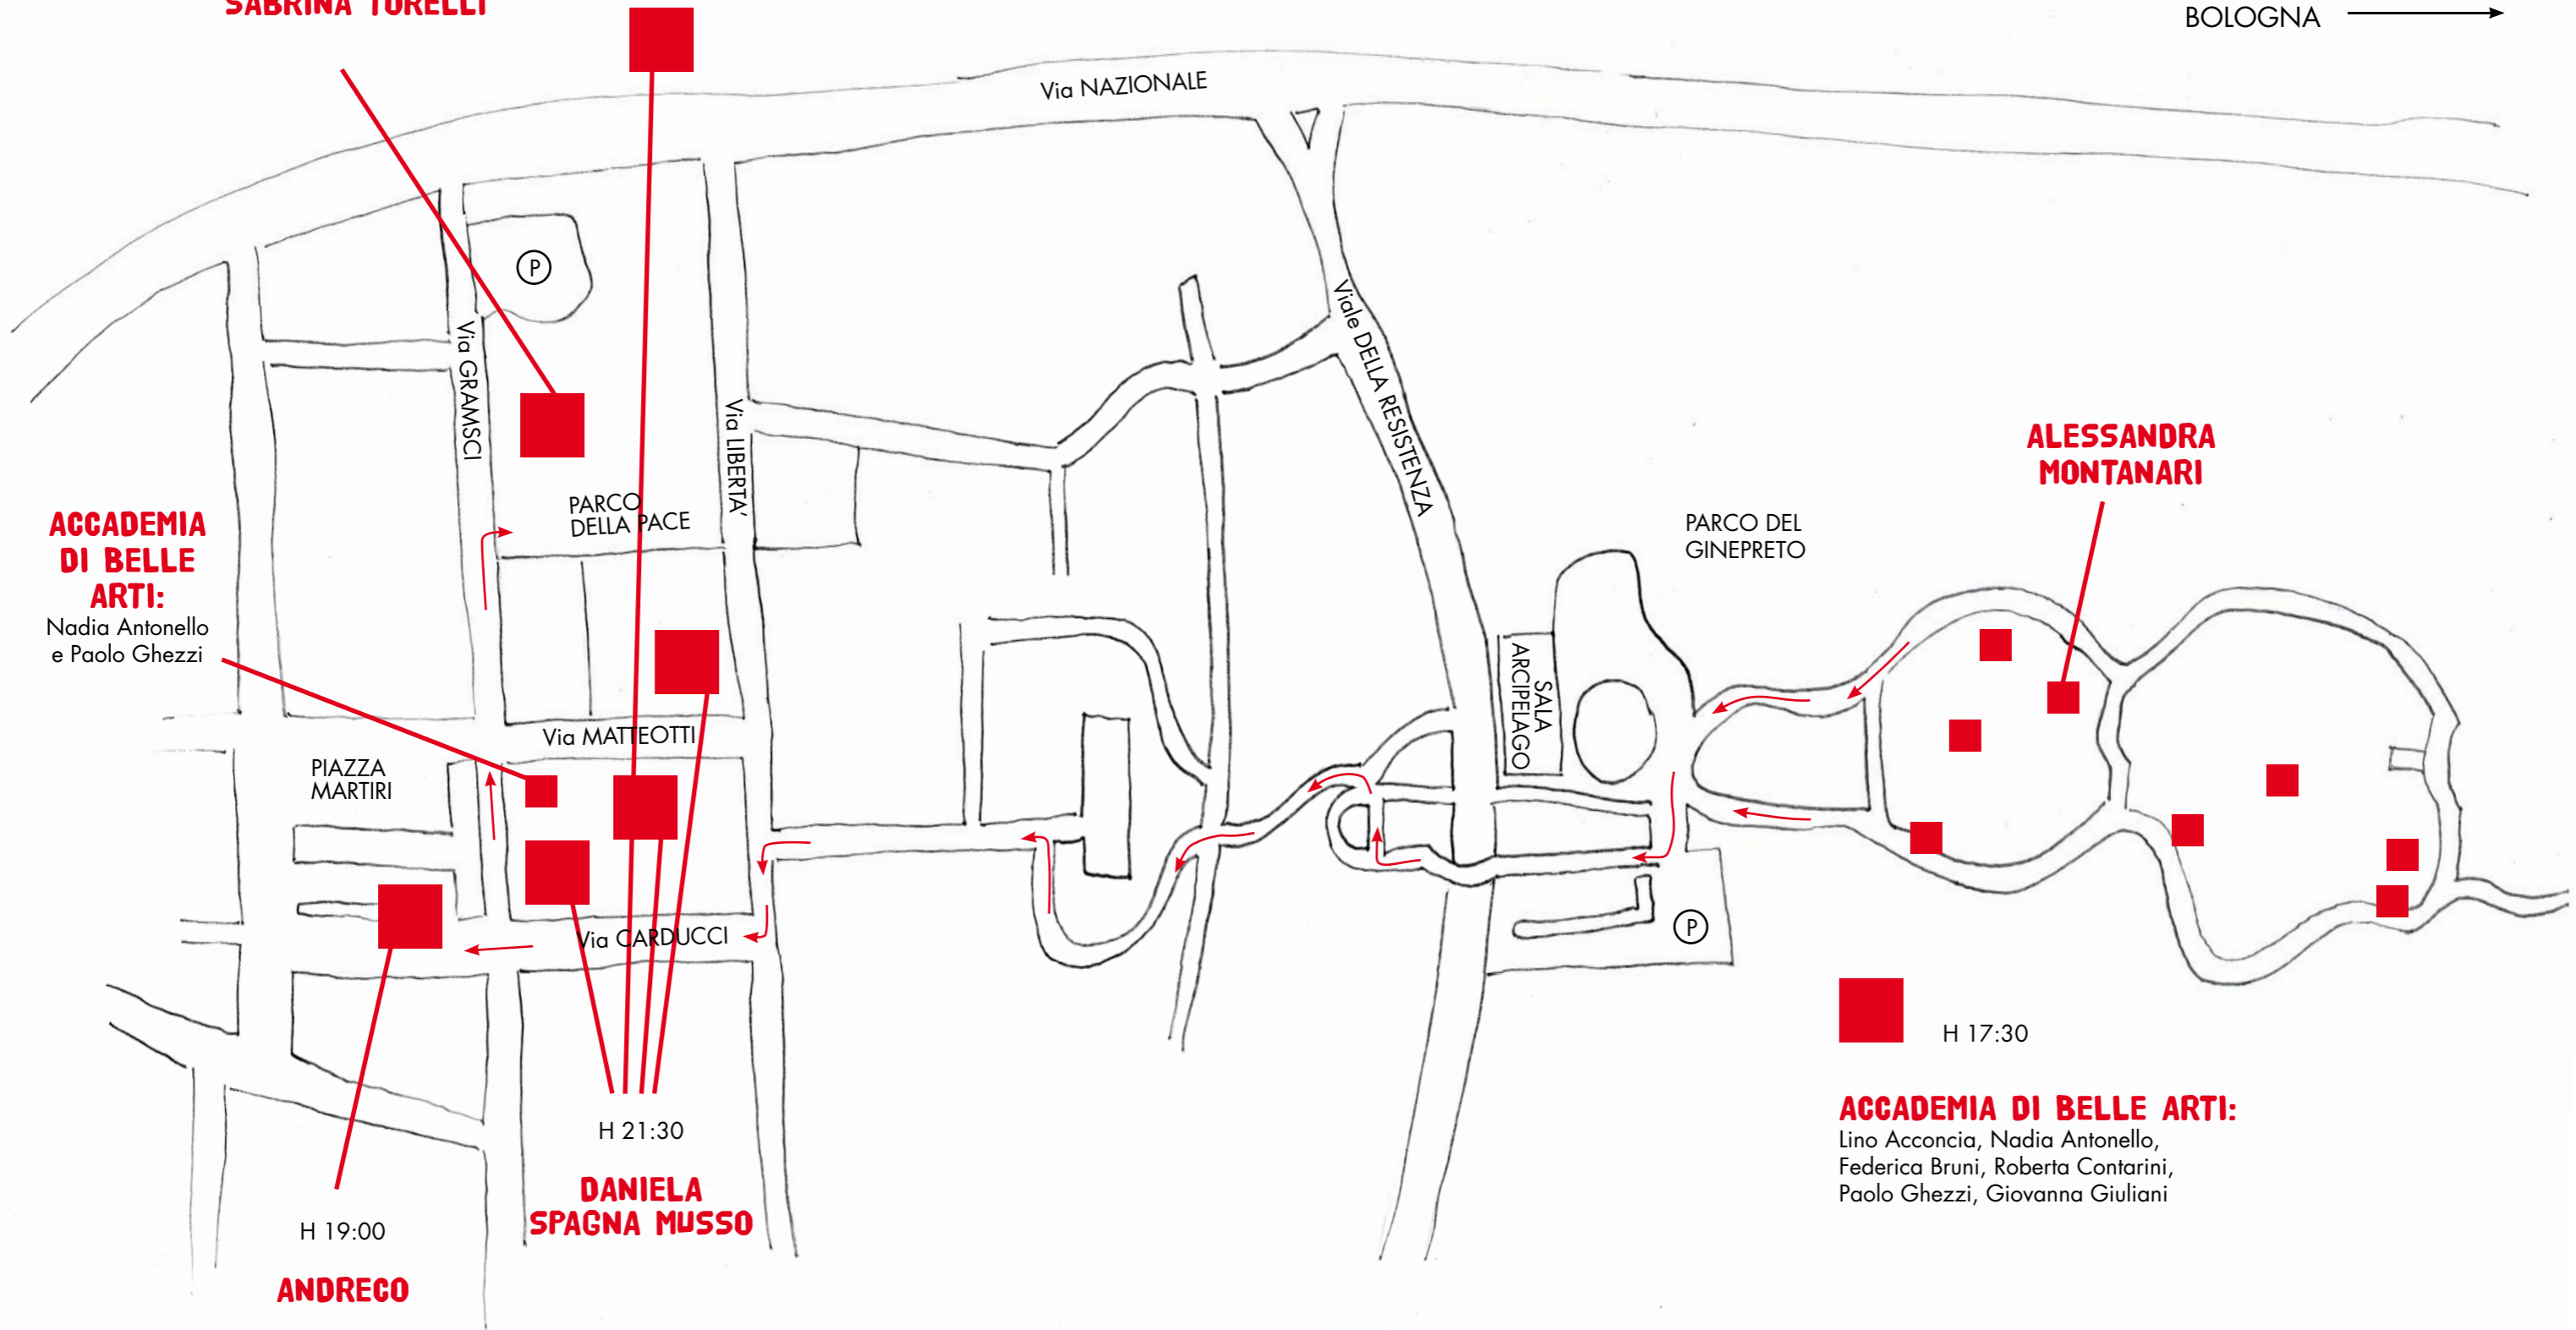 SABRINA TORELLI
BOLOGNA
Via NAZIONALE
P
Via GRAMSCI
Via LIBERTA'
Viale DELLA RESISTENZA
PARCO
DELLA PACE
ALESSANDRA
MONTANARI
ACCADEMIA
DI BELLE
ARTI:
Nadia Antonello
e Paolo Ghezzi
PARCO DEL
GINEPRETO
SALA
ARCIPELAGO
Via MATTEOTTI
PIAZZA
MARTIRI
Via CARDUCCI
P
H 17:30
ACCADEMIA DI BELLE ARTI:
Lino Acconcia, Nadia Antonello,
Federica Bruni, Roberta Contarini,
Paolo Ghezzi, Giovanna Giuliani
H 21:30
DANIELA
SPAGNA MUSSO
H 19:00
ANDRECO